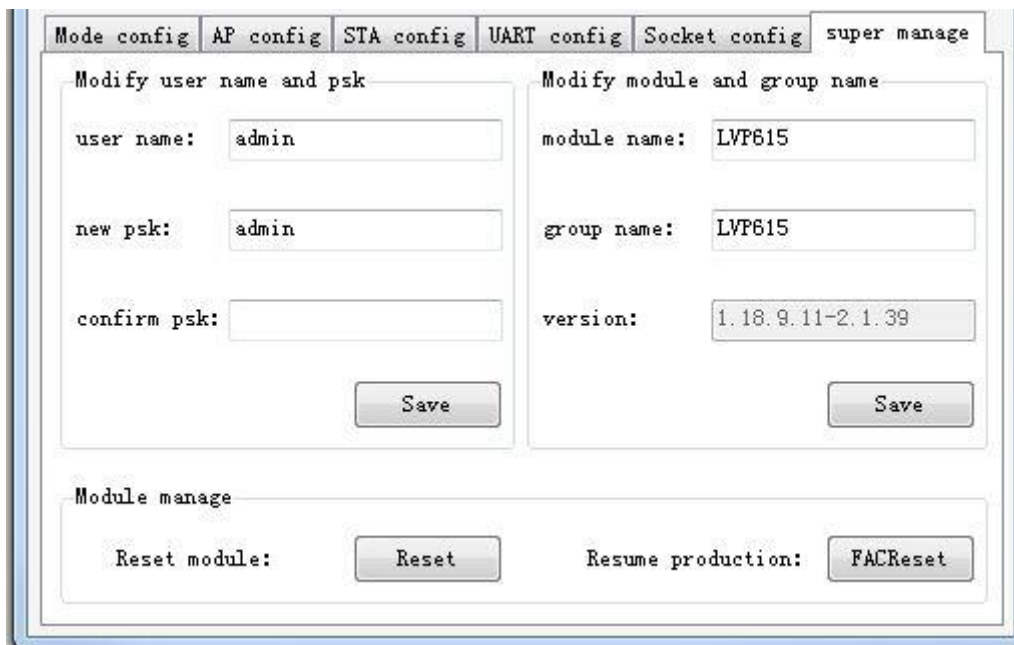 Mode config AP config STA config UART config Socket config super manage
Modify user name and psk
user name: admin
new psk: admin
confirm psk:
Save
Modify module and group name
module name: LVP615
group name: LVP615
version: 1.18.9.11-2.1.39
Save
Module manage
Reset module: Reset
Resume production: FACReset